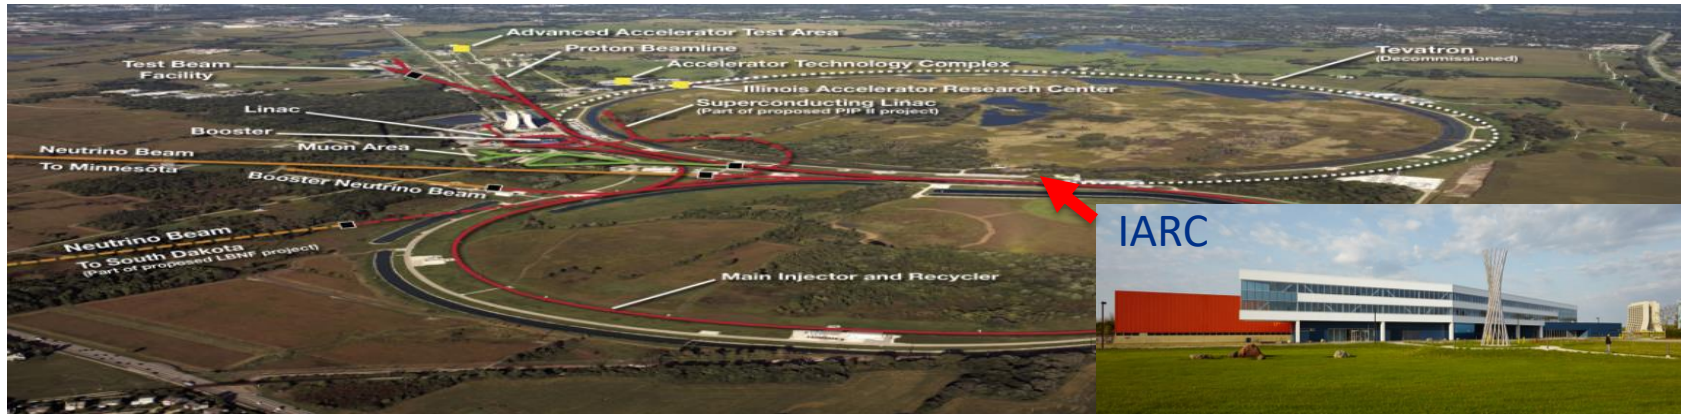 Advanced Accelerator Test Area
Proton Beamline
Test Beam
Facility
Accelerator Technology Complex
Tevatron
(Decommissioned)
Illinois Accelerator Research Center
Superconducting Linac
(Part of proposed PIP II project)
Linac
Booster
Muon Area
Neutrino Beam
To Minnesota
Booster Neutrino Beam
Neutrino Beam
To South Dakota
(Part of proposed LBNF project)
Main Injector and Recycler
IARC